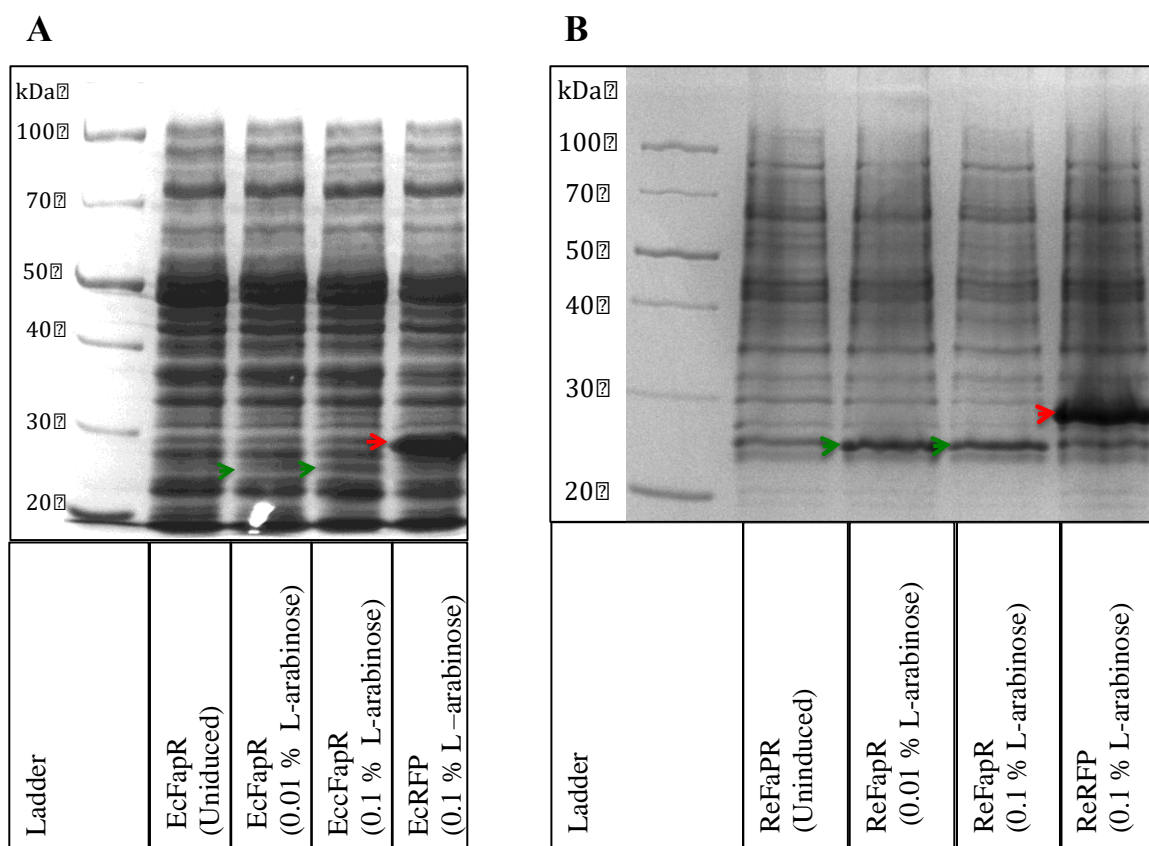 A
kDa⍰
100⍰
70⍰
50⍰
40⍰
30⍰
20⍰
Ladder
EcFapR
(Uniduced)
EcFapR
(0.01 % L-arabinose)
EccFapR
(0.1 % L-arabinose)
EcRFP
(0.1 % L –arabinose)
B
kDa⍰
100⍰
70⍰
50⍰
40⍰
30⍰
20⍰
Ladder
ReFaPR
(Uninduced)
ReFapR
(0.01 % L-arabinose)
ReFapR
(0.1 % L-arabinose)
ReRFP
(0.1 % L-arabinose)